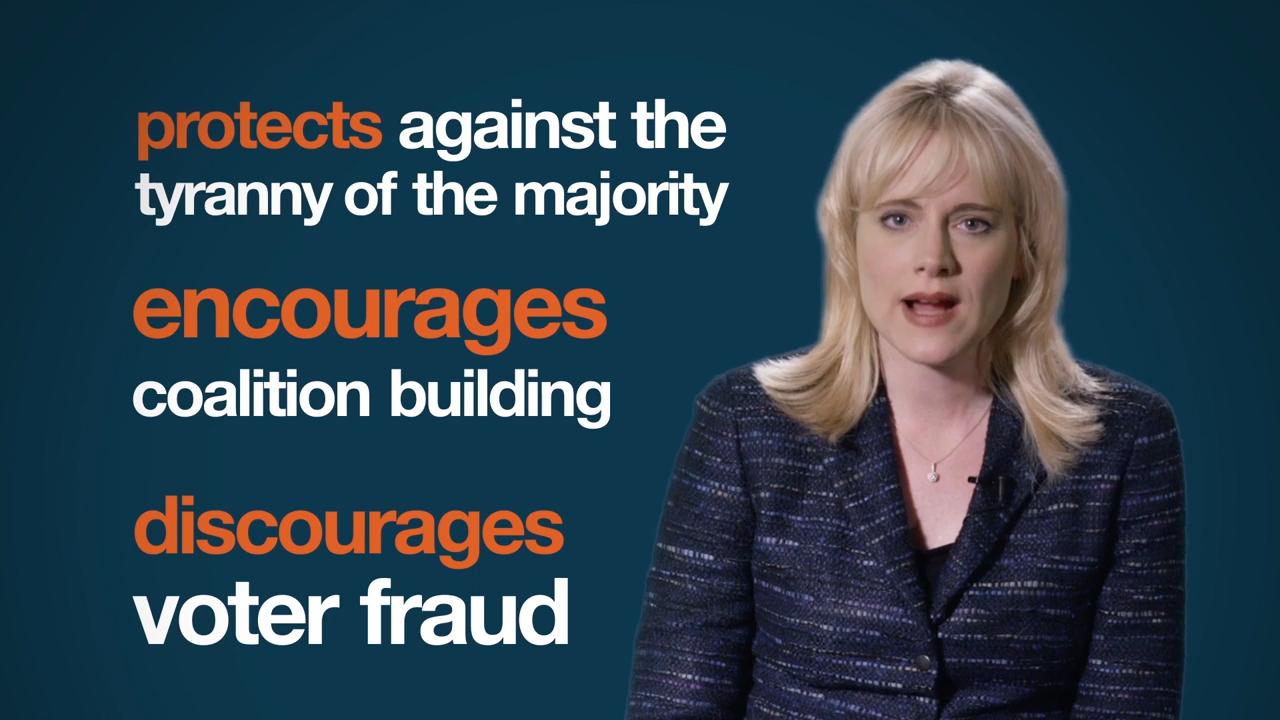 protects against the
tyranny of the majority
encourages
coalition building
discourages
voter fraud